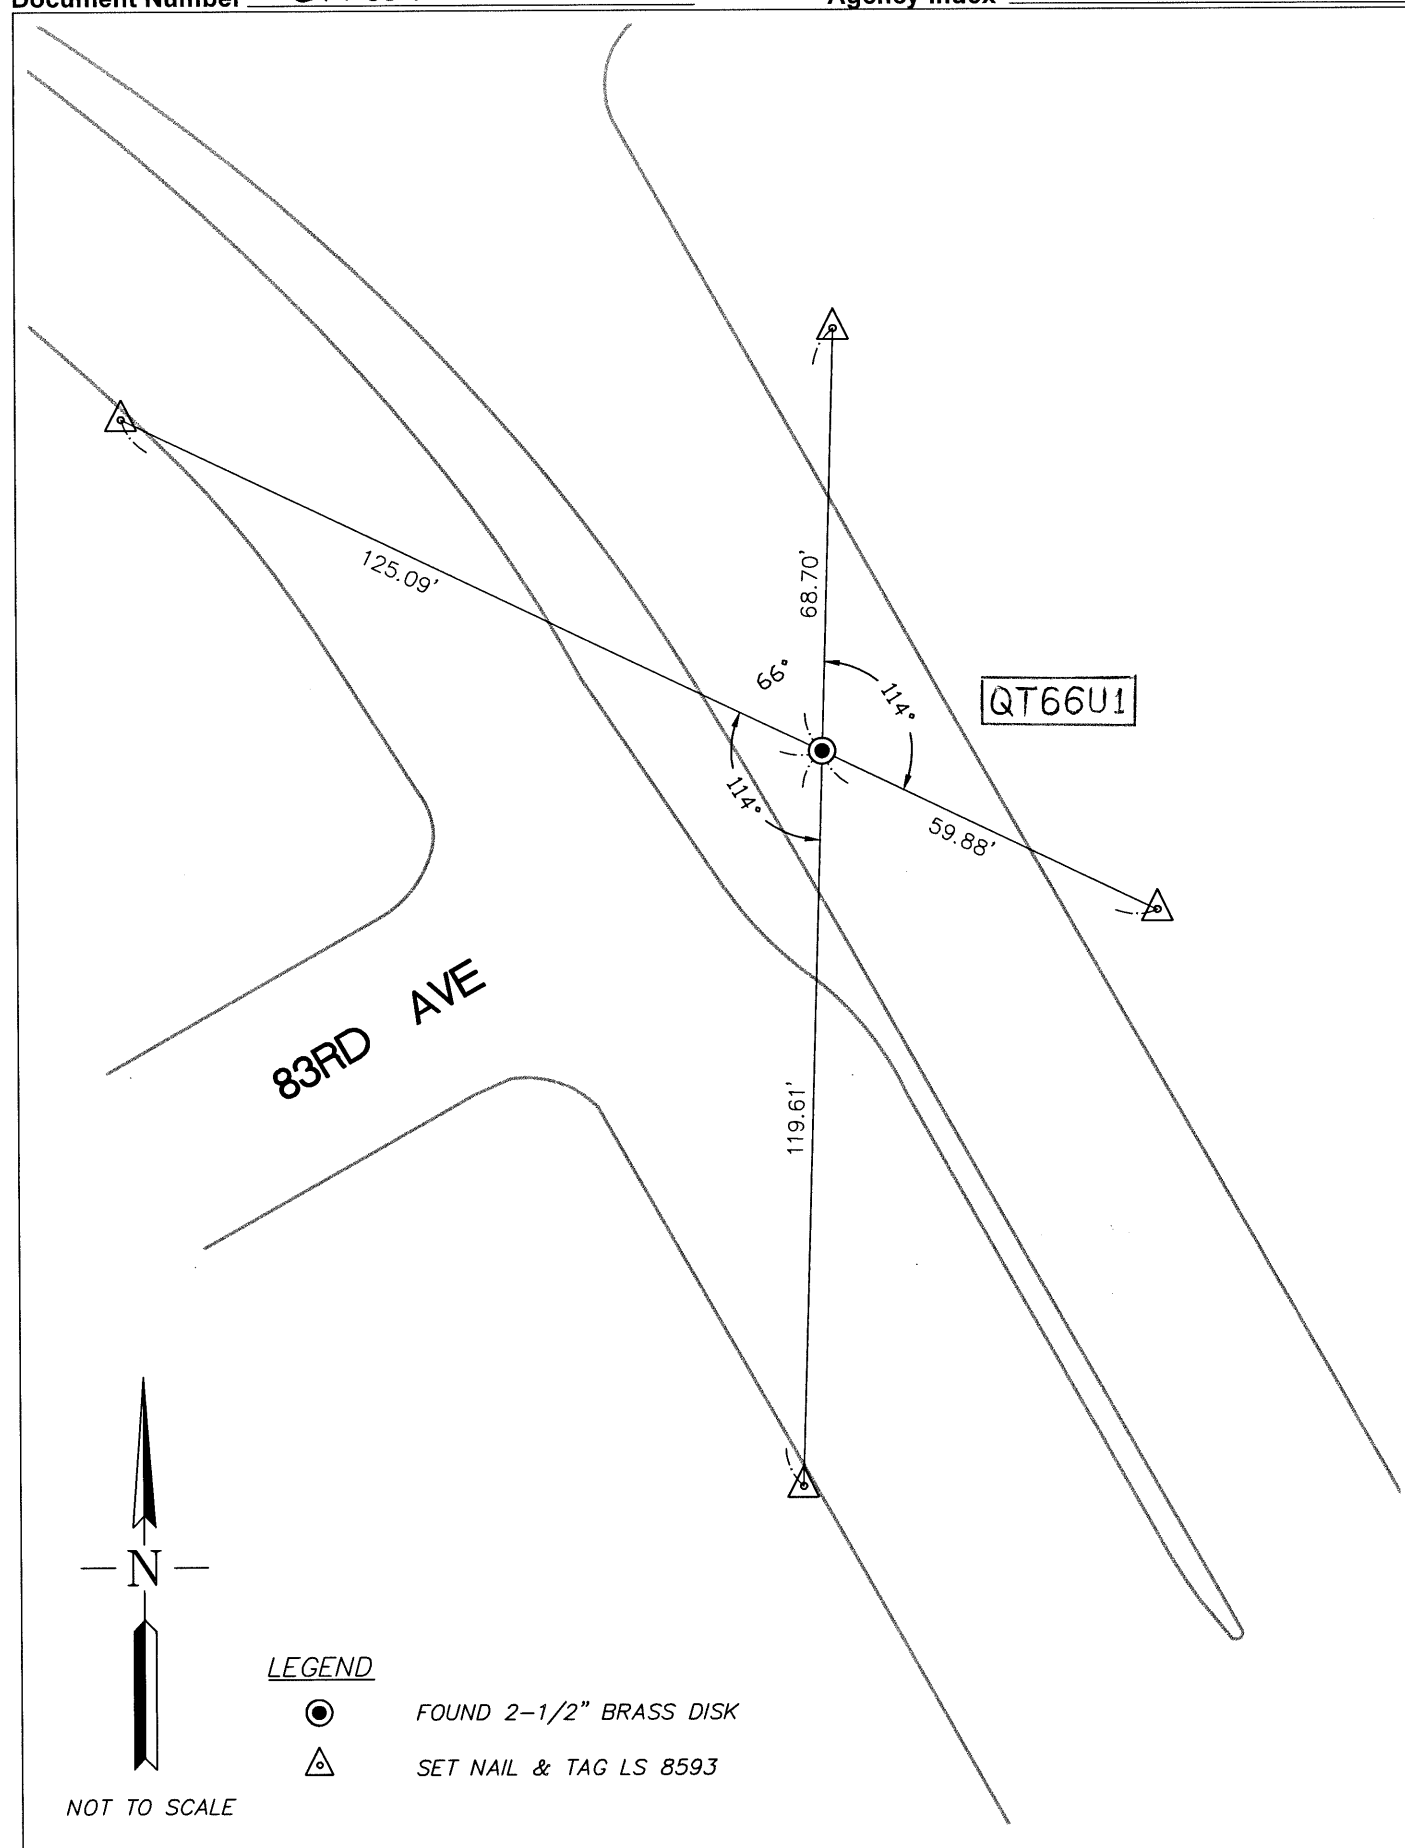 Document Number
Agency Index
125.09'
68.70'
66°
114°
QT66U1
114°
59.88'
83RD AVE
119.61'
N
NOT TO SCALE
LEGEND
FOUND 2-1/2" BRASS DISK
SET NAIL & TAG LS 8593